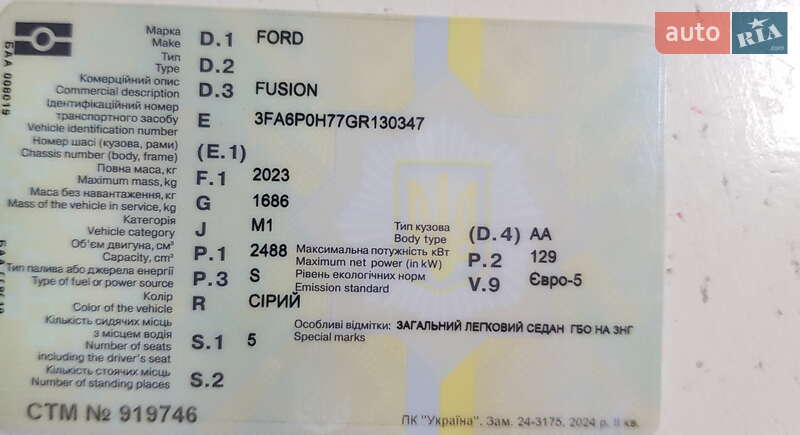 auto RIA.com
БАА 008019
Марка
Make D.1 FORD
Тип
Type D.2
Комерційний опис
Commercial description D.3 FUSION
Ідентифікаційний номер
транспортного засобу
Vehicle identification number E 3FA6P0H77GR130347
Номер шасі (кузова, рами)
Chassis number (body, frame) (E.1)
Повна маса, кг
Maximum mass, kg F.1 2023
Маса без навантаження, кг
Mass of the vehicle in service, kg G 1686
Категорія
Vehicle category J M1
Тип кузова
Body type (D.4) AA
Об'єм двигуна, см³
Capacity, cm³ P.1 2488
Максимальна потужність кВт
Maximum net power (in kW) P.2 129
Тип палива або джерела енергії
Type of fuel or power source P.3 S
Рівень екологічних норм
Emission standard V.9 Євро-5
Колір
Color of the vehicle R СІРИЙ
Кількість сидячих місць
з місцем водія
Number of seats
including the driver's seat S.1 5
Особливі відмітки: ЗАГАЛЬНИЙ ЛЕГКОВИЙ СЕДАН ГБО НА ЗНГ
Special marks
Кількість стоячих місць
Number of standing places S.2
СТМ № 919746
ПК "Україна". Зам. 24-3175. 2024 р. ІІ кв.